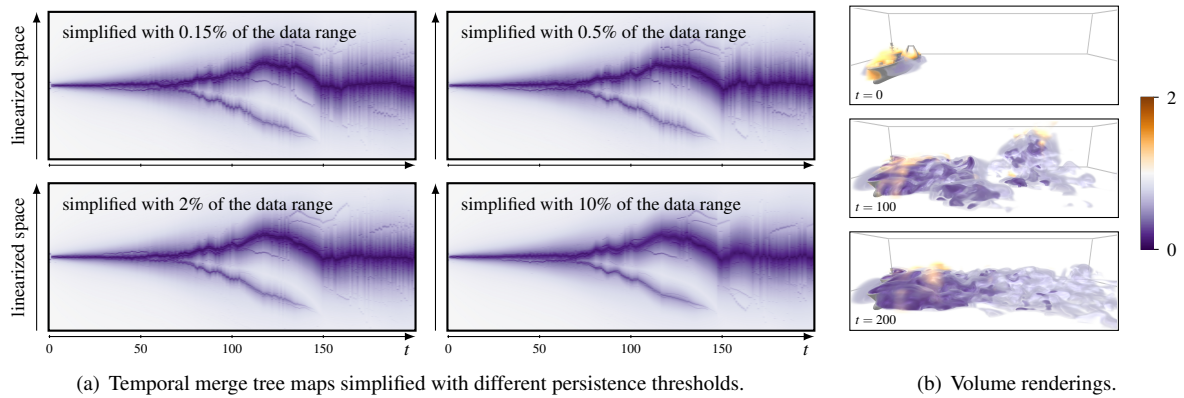 linearized space
simplified with 0.15% of the data range
simplified with 0.5% of the data range
linearized space
simplified with 2% of the data range
simplified with 10% of the data range
0 50 100 150 t
0 50 100 150 t
(a) Temporal merge tree maps simplified with different persistence thresholds.
t = 0
t = 100
t = 200
2
0
(b) Volume renderings.